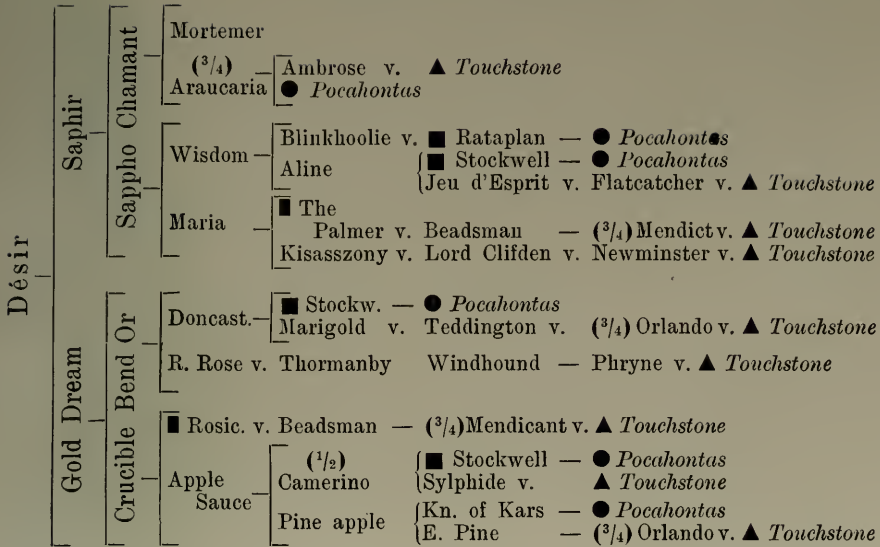 Désir
Saphir
Gold Dream
Chamant
Sappho
Bend Or
Crucible
Mortemer
(3/4)
Araucaria
Ambrose v. ▲ Touchstone
● Pocahontas
Wisdom
Blinkhoolie v. ■ Rataplan — ● Pocahontas
Aline
■ Stockwell — ● Pocahontas
Jeu d'Esprit v. Flatcatcher v. ▲ Touchstone
Maria
▮ The
Palmer v. Beadsman — (3/4) Mendict v. ▲ Touchstone
Kisasszony v. Lord Clifden v. Newminster v. ▲ Touchstone
Doncast.
■ Stockw. — ● Pocahontas
Marigold v. Teddington v. (3/4) Orlando v. ▲ Touchstone
R. Rose v. Thormanby Windhound — Phryne v. ▲ Touchstone
▮ Rosic. v. Beadsman — (3/4) Mendicant v. ▲ Touchstone
Apple
Sauce
(1/2)
Camerino
■ Stockwell — ● Pocahontas
Sylphide v. ▲ Touchstone
Pine apple
Kn. of Kars — ● Pocahontas
E. Pine — (3/4) Orlando v. ▲ Touchstone